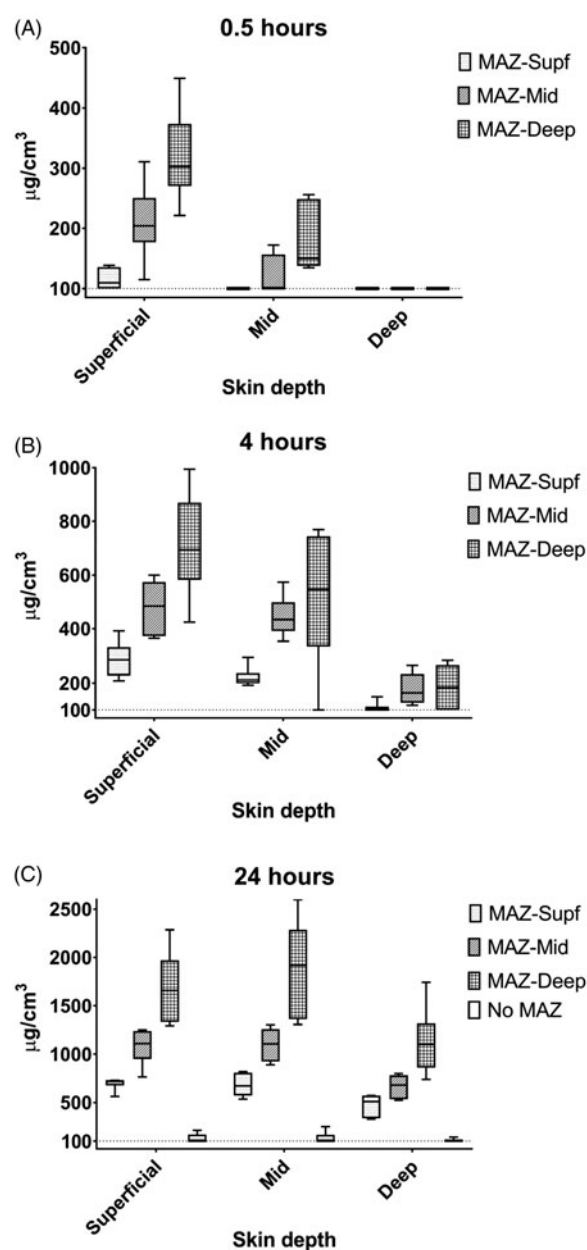 (A)
0.5 hours
500
400
300
200
100
μg/cm³
MAZ-Supf
MAZ-Mid
MAZ-Deep
Superficial
Mid
Deep
Skin depth
(B)
4 hours
1000
800
600
400
200
100
μg/cm³
MAZ-Supf
MAZ-Mid
MAZ-Deep
Superficial
Mid
Deep
Skin depth
(C)
24 hours
2500
2000
1500
1000
500
100
μg/cm³
MAZ-Supf
MAZ-Mid
MAZ-Deep
No MAZ
Superficial
Mid
Deep
Skin depth